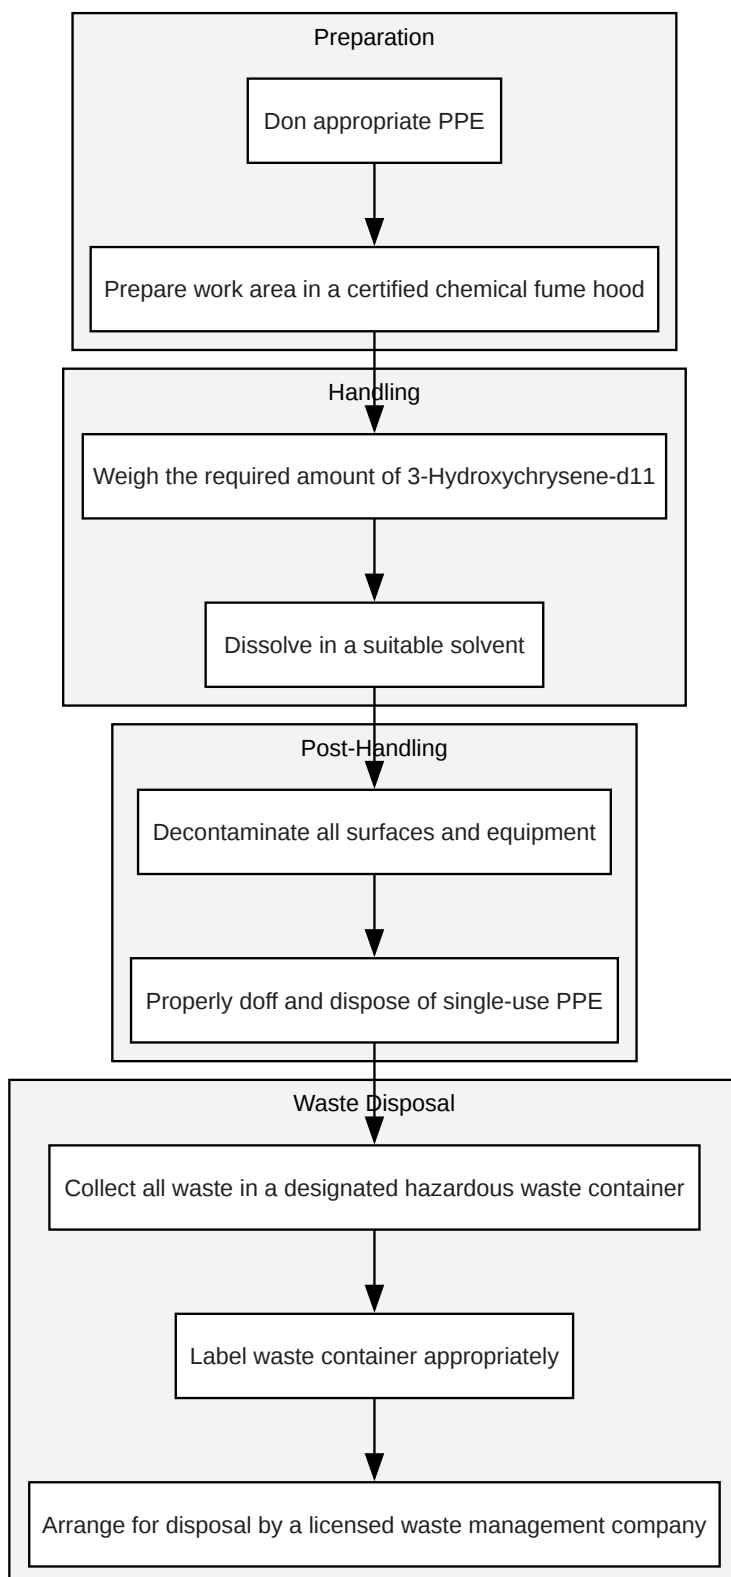 Preparation
Don appropriate PPE
Prepare work area in a certified chemical fume hood
Handling
Weigh the required amount of 3-Hydroxychrysene-d11
Dissolve in a suitable solvent
Post-Handling
Decontaminate all surfaces and equipment
Properly doff and dispose of single-use PPE
Waste Disposal
Collect all waste in a designated hazardous waste container
Label waste container appropriately
Arrange for disposal by a licensed waste management company